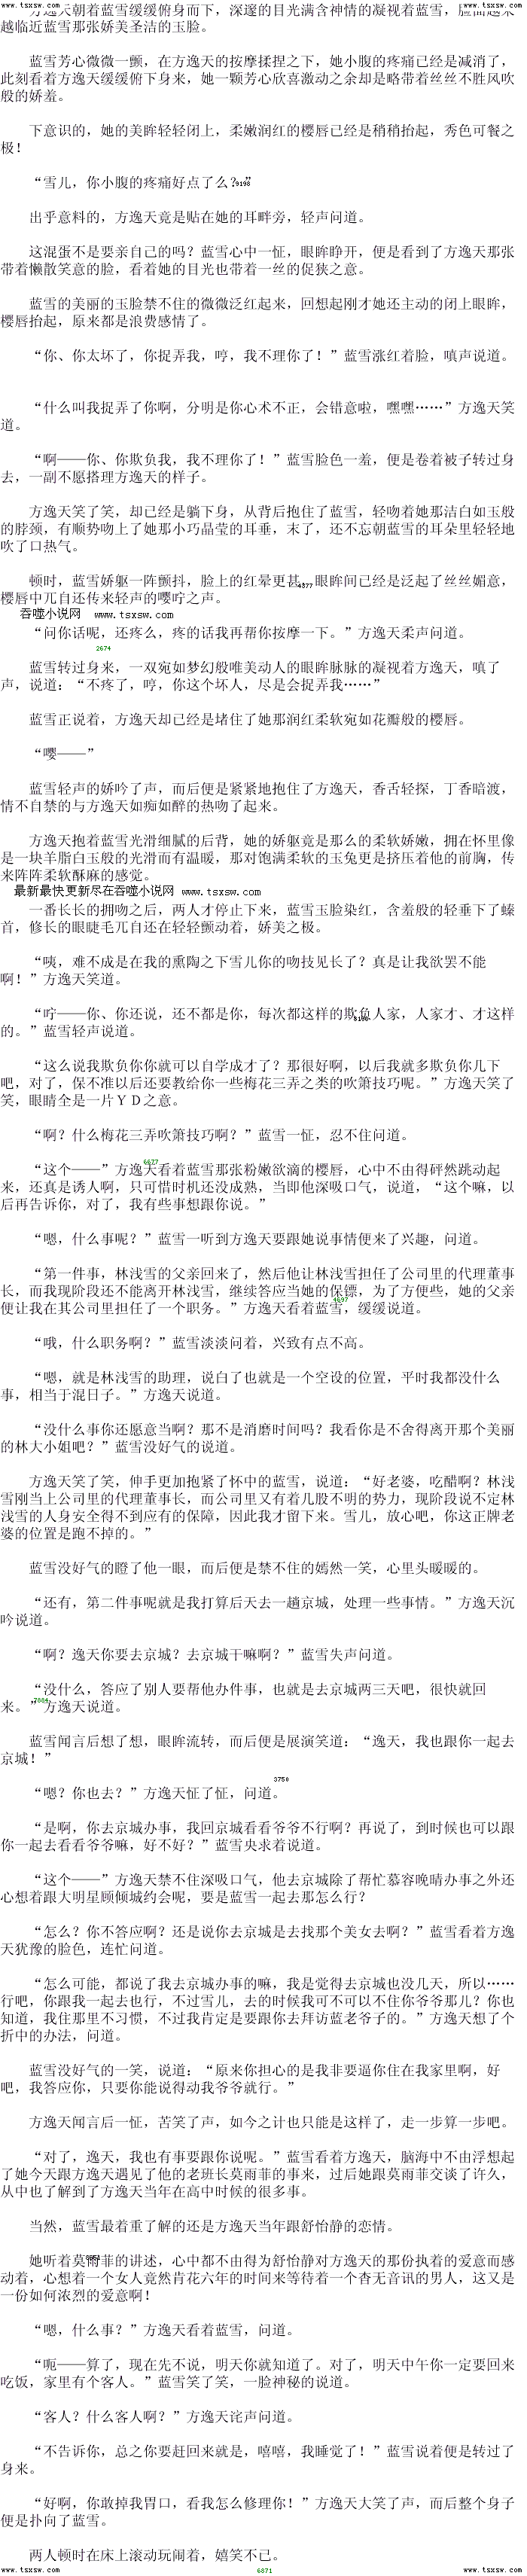 www.tsxsw.com www.tsxsw.com
方逸天朝着蓝雪缓缓俯身而下，深邃的目光满含神情的凝视着蓝雪，脸面越来
越临近蓝雪那张娇美圣洁的玉脸。
蓝雪芳心微微一颤，在方逸天的按摩揉捏之下，她小腹的疼痛已经是减消了，
此刻看着方逸天缓缓俯下身来，她一颗芳心欣喜激动之余却是略带着丝丝不胜风吹
般的娇羞。
下意识的，她的美眸轻轻闭上，柔嫩润红的樱唇已经是稍稍抬起，秀色可餐之
极！
“雪儿，你小腹的疼痛好点了么？”
9198
出乎意料的，方逸天竟是贴在她的耳畔旁，轻声问道。
这混蛋不是要亲自己的吗？蓝雪心中一怔，眼眸睁开，便是看到了方逸天那张
带着懒散笑意的脸，看着她的目光也带着一丝的促狭之意。
蓝雪的美丽的玉脸禁不住的微微泛红起来，回想起刚才她还主动的闭上眼眸，
樱唇抬起，原来都是浪费感情了。
“你、你太坏了，你捉弄我，哼，我不理你了！”蓝雪涨红着脸，嗔声说道。
“什么叫我捉弄了你啊，分明是你心术不正，会错意啦，嘿嘿……”方逸天笑
道。
“啊——你、你欺负我，我不理你了！”蓝雪脸色一羞，便是卷着被子转过身
去，一副不愿搭理方逸天的样子。
方逸天笑了笑，却已经是躺下身，从背后抱住了蓝雪，轻吻着她那洁白如玉般
的脖颈，有顺势吻上了她那小巧晶莹的耳垂，末了，还不忘朝蓝雪的耳朵里轻轻地
吹了口热气。
顿时，蓝雪娇躯一阵颤抖，脸上的红晕更甚，眼眸间已经是泛起了丝丝媚意，
4377
樱唇中兀自还传来轻声的嘤咛之声。
吞噬小说网 www.tsxsw.com
“问你话呢，还疼么，疼的话我再帮你按摩一下。”方逸天柔声问道。
2674
蓝雪转过身来，一双宛如梦幻般唯美动人的眼眸脉脉的凝视着方逸天，嗔了
声，说道：“不疼了，哼，你这个坏人，尽是会捉弄我……”
蓝雪正说着，方逸天却已经是堵住了她那润红柔软宛如花瓣般的樱唇。
“嘤——”
蓝雪轻声的娇吟了声，而后便是紧紧地抱住了方逸天，香舌轻探，丁香暗渡，
情不自禁的与方逸天如痴如醉的热吻了起来。
方逸天抱着蓝雪光滑细腻的后背，她的娇躯竟是那么的柔软娇嫩，拥在怀里像
是一块羊脂白玉般的光滑而有温暖，那对饱满柔软的玉兔更是挤压着他的前胸，传
来阵阵柔软酥麻的感觉。
最新最快更新尽在吞噬小说网 www.tsxsw.com
一番长长的拥吻之后，两人才停止下来，蓝雪玉脸染红，含羞般的轻垂下了螓
首，修长的眼睫毛兀自还在轻轻颤动着，娇美之极。
“咦，难不成是在我的熏陶之下雪儿你的吻技见长了？真是让我欲罢不能
啊！”方逸天笑道。
“咛——你、你还说，还不都是你，每次都这样的欺负人家，人家才、才这样
的。”蓝雪轻声说道。
“这么说我欺负你你就可以自学成才了？那很好啊，以后我就多欺负你几下
吧，对了，保不准以后还要教给你一些梅花三弄之类的吹箫技巧呢。”方逸天笑了
笑，眼睛全是一片ＹＤ之意。
“啊？什么梅花三弄吹箫技巧啊？”蓝雪一怔，忍不住问道。
6677
“这个——”方逸天看着蓝雪那张粉嫩欲滴的樱唇，心中不由得砰然跳动起
来，还真是诱人啊，只可惜时机还没成熟，当即他深吸口气，说道，“这个嘛，以
后再告诉你，对了，我有些事想跟你说。”
“嗯，什么事呢？”蓝雪一听到方逸天要跟她说事情便来了兴趣，问道。
“第一件事，林浅雪的父亲回来了，然后他让林浅雪担任了公司里的代理董事
长，而我现阶段还不能离开林浅雪，继续答应当她的保镖，为了方便些，她的父亲
4697
便让我在其公司里担任了一个职务。”方逸天看着蓝雪，缓缓说道。
“哦，什么职务啊？”蓝雪淡淡问着，兴致有点不高。
“嗯，就是林浅雪的助理，说白了也就是一个空设的位置，平时我都没什么
事，相当于混日子。”方逸天说道。
“没什么事你还愿意当啊？那不是消磨时间吗？我看你是不舍得离开那个美丽
的林大小姐吧？”蓝雪没好气的说道。
方逸天笑了笑，伸手更加抱紧了怀中的蓝雪，说道：“好老婆，吃醋啊？林浅
雪刚当上公司里的代理董事长，而公司里又有着几股不明的势力，现阶段说不定林
浅雪的人身安全得不到应有的保障，因此我才留下来。雪儿，放心吧，你这正牌老
婆的位置是跑不掉的。”
蓝雪没好气的瞪了他一眼，而后便是禁不住的嫣然一笑，心里头暖暖的。
“还有，第二件事呢就是我打算后天去一趟京城，处理一些事情。”方逸天沉
吟说道。
“啊？逸天你要去京城？去京城干嘛啊？”蓝雪失声问道。
“没什么，答应了别人要帮他办件事，也就是去京城两三天吧，很快就回
来。”方逸天说道。
蓝雪闻言后想了想，眼眸流转，而后便是展演笑道：“逸天，我也跟你一起去
京城！”
3750
“嗯？你也去？”方逸天怔了怔，问道。
“是啊，你去京城办事，我回京城看看爷爷不行啊？再说了，到时候也可以跟
你一起去看看爷爷嘛，好不好？”蓝雪央求着说道。
“这个——”方逸天禁不住深吸口气，他去京城除了帮忙慕容晚晴办事之外还
心想着跟大明星顾倾城约会呢，要是蓝雪一起去那怎么行？
“怎么？你不答应啊？还是说你去京城是去找那个美女去啊？”蓝雪看着方逸
天犹豫的脸色，连忙问道。
“怎么可能，都说了我去京城办事的嘛，我是觉得去京城也没几天，所以……
行吧，你跟我一起去也行，不过雪儿，去的时候我可不可以不住你爷爷那儿？你也
知道，我住那里不习惯，不过我肯定是要跟你去拜访蓝老爷子的。”方逸天想了个
折中的办法，问道。
蓝雪没好气的一笑，说道：“原来你担心的是我非要逼你住在我家里啊，好
吧，我答应你，只要你能说得动我爷爷就行。”
方逸天闻言后一怔，苦笑了声，如今之计也只能是这样了，走一步算一步吧。
“对了，逸天，我也有事要跟你说呢。”蓝雪看着方逸天，脑海中不由浮想起
了她今天跟方逸天遇见了他的老班长莫雨菲的事来，过后她跟莫雨菲交谈了许久，
从中也了解到了方逸天当年在高中时候的很多事。
当然，蓝雪最着重了解的还是方逸天当年跟舒怡静的恋情。
她听着莫雨菲的讲述，心中都不由得为舒怡静对方逸天的那份执着的爱意而感
动着，心想着一个女人竟然肯花六年的时间来等待着一个杳无音讯的男人，这又是
一份如何浓烈的爱意啊！
“嗯，什么事？”方逸天看着蓝雪，问道。
“呃——算了，现在先不说，明天你就知道了。对了，明天中午你一定要回来
吃饭，家里有个客人。”蓝雪笑了笑，一脸神秘的说道。
“客人？什么客人啊？”方逸天诧声问道。
“不告诉你，总之你要赶回来就是，嘻嘻，我睡觉了！”蓝雪说着便是转过了
身来。
“好啊，你敢掉我胃口，看我怎么修理你！”方逸天大笑了声，而后整个身子
便是扑向了蓝雪。
两人顿时在床上滚动玩闹着，嬉笑不已。
www.tsxsw.com 6871 www.tsxsw.com